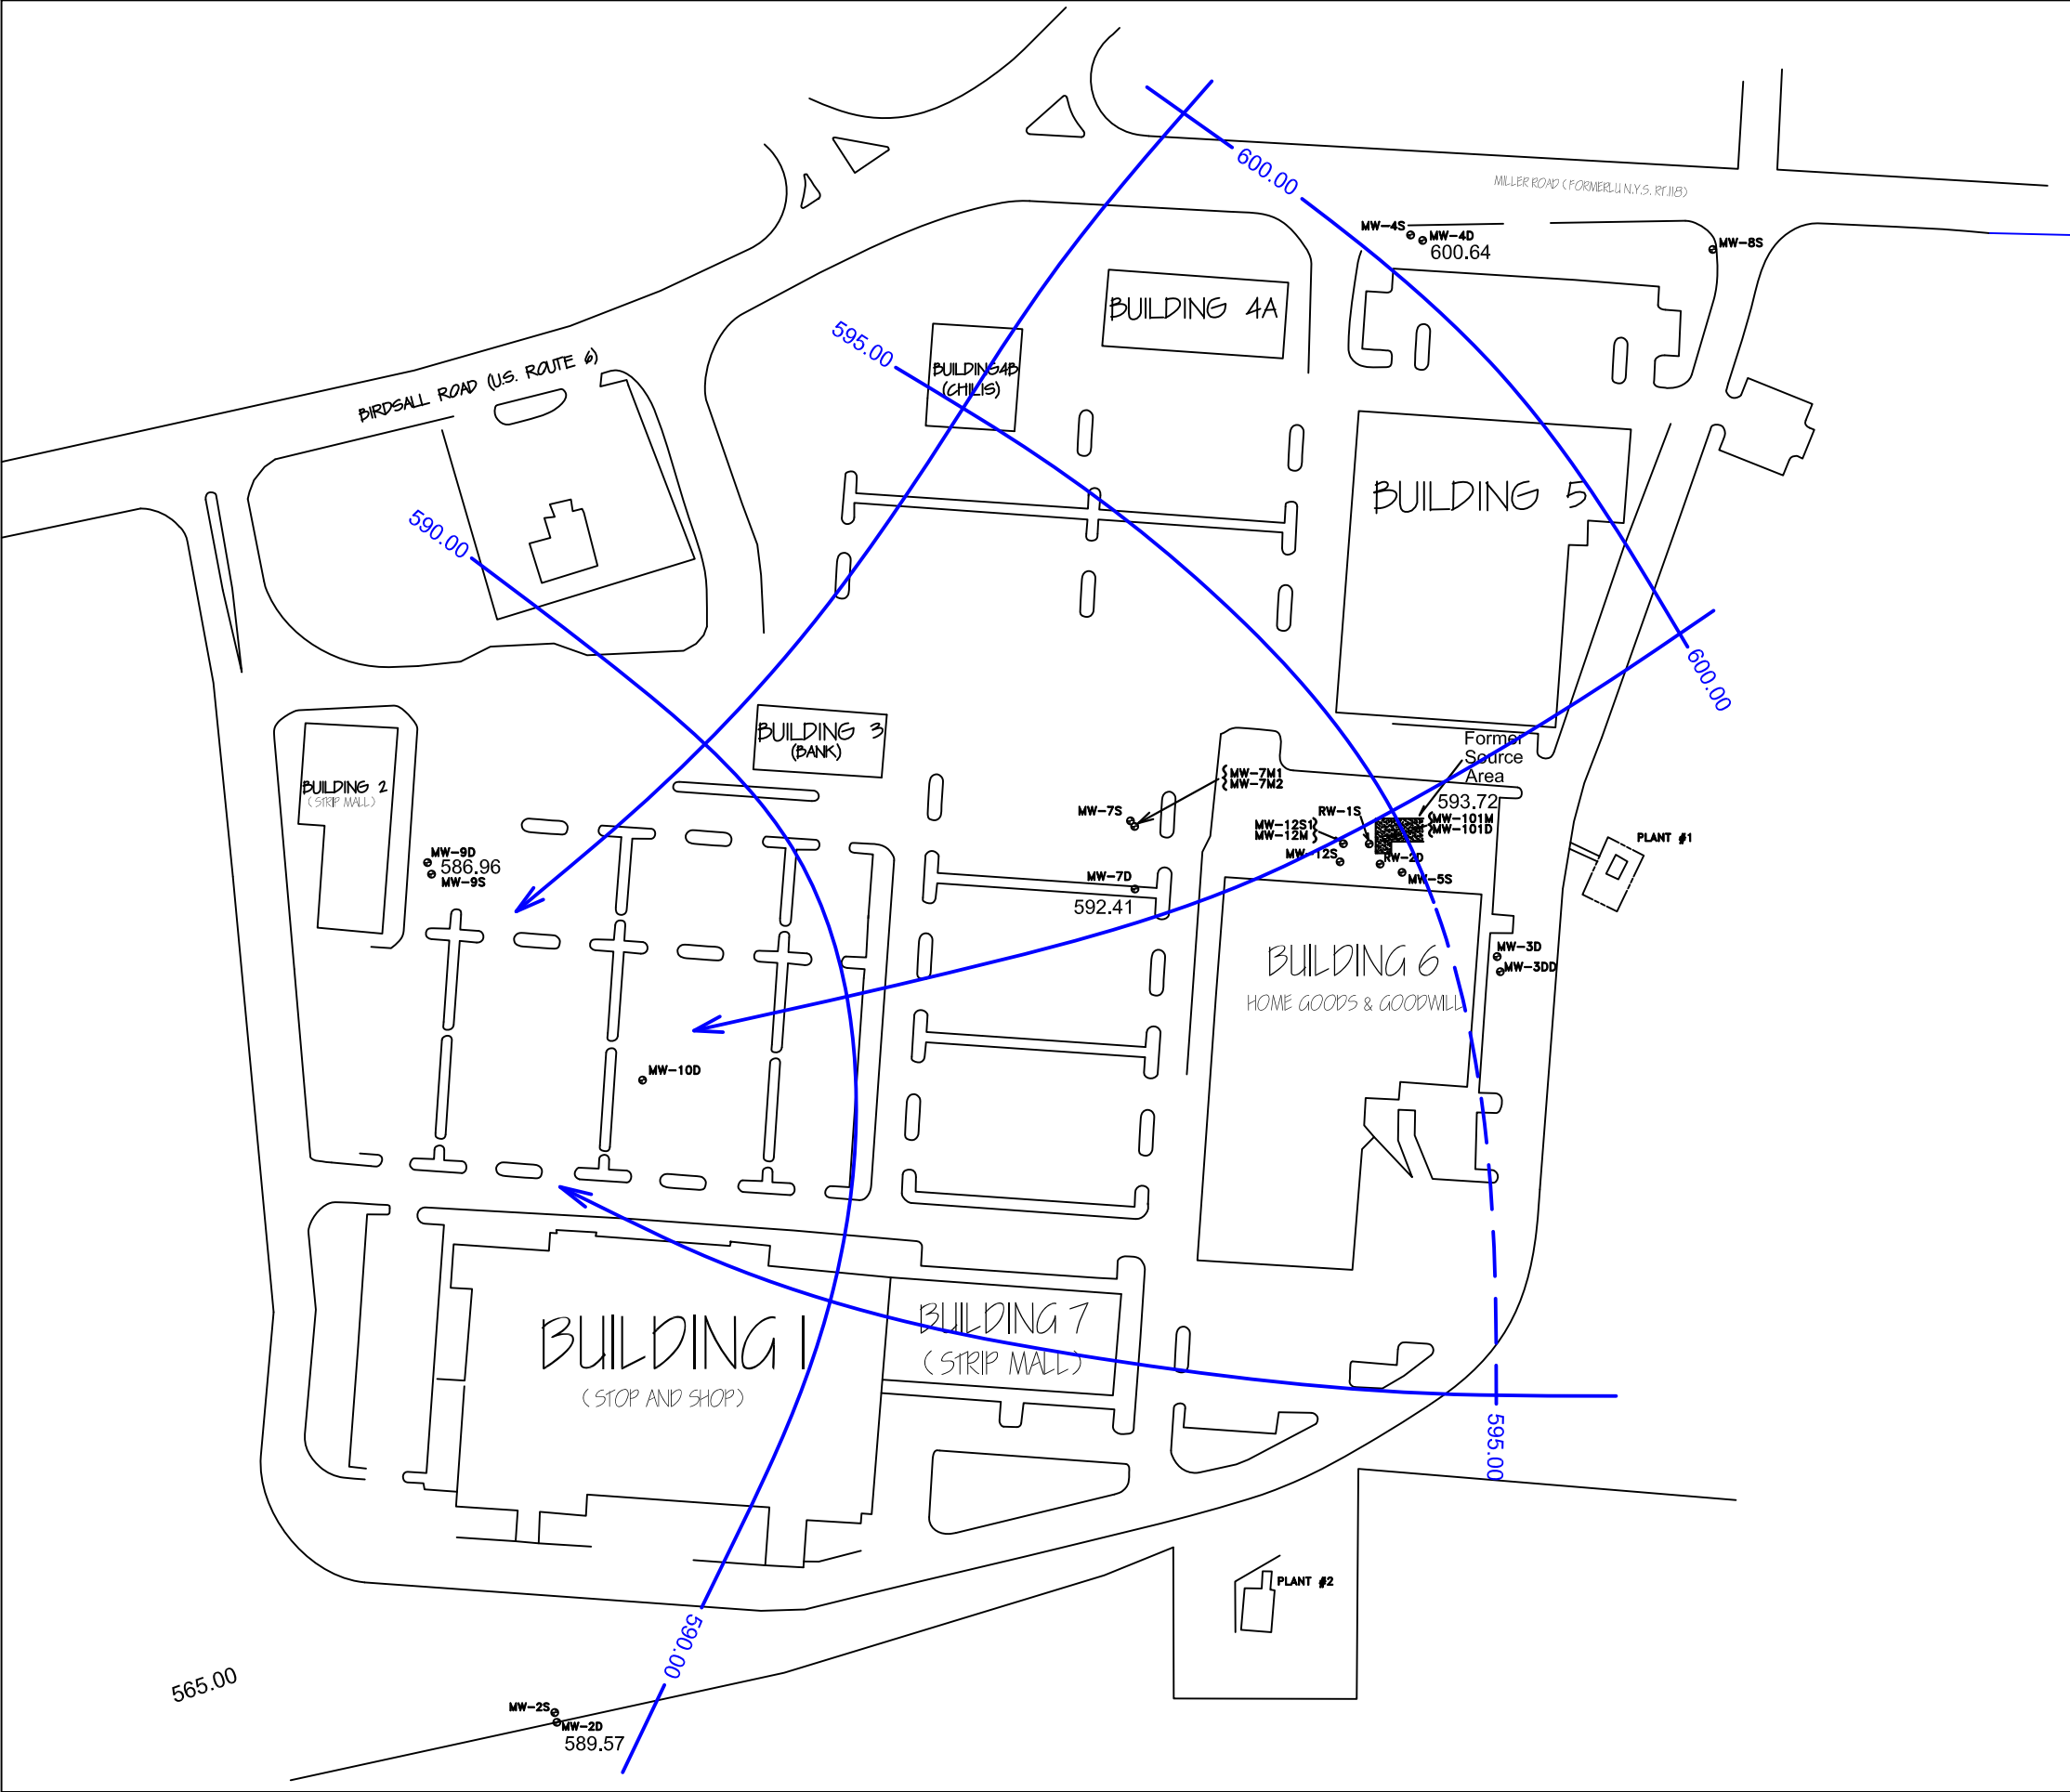 600.00
MILLER ROAD ( FORMERLU N.Y.S. RT.118)
MW-4S
MW-4D
600.64
MW-8S
BUILDING 4A
595.00
BUILDING4B
(CHILIS)
BIRDSALL ROAD (U.S. ROUTE 6)
BUILDING 5
590.00
600.00
BUILDING 3
(BANK)
Former
Source
Area
MW-7M1
MW-7M2
BUILDING 2
( STRIP MALL)
593.72
MW-7S
RW-1S
MW-101M
MW-101D
MW-12S1
MW-12M
PLANT #1
MW-12S
RW-2D
MW-9D
586.96
MW-9S
MW-7D
MW-5S
592.41
MW-3D
MW-3DD
BUILDING 6
HOME GOODS & GOODWILL
MW-10D
BUILDING 7
( STRIP MALL)
BUILDING 1
( STOP AND SHOP)
595.00
PLANT #2
590.00
565.00
MW-2S
MW-2D
589.57